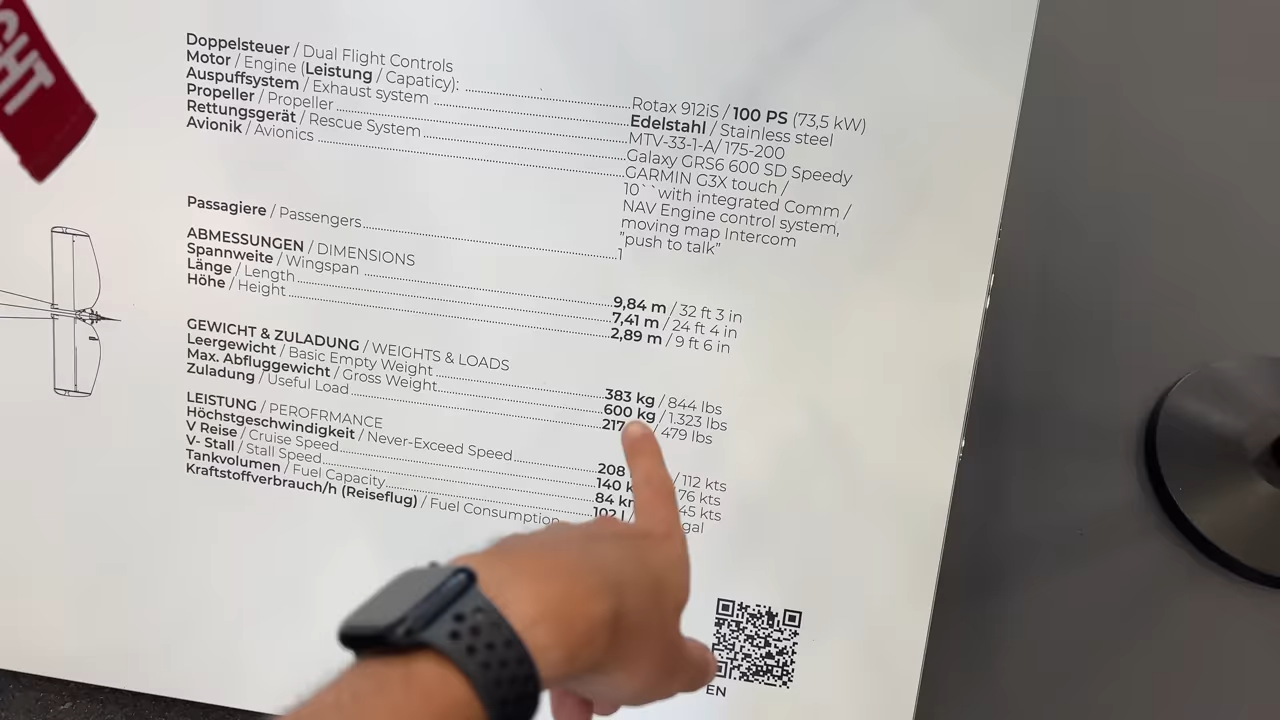 GHT
Doppelsteuer / Dual Flight Controls
Motor / Engine (Leistung / Capaticy): Rotax 912iS / 100 PS (73,5 kW)
Auspuffsystem / Exhaust system Edelstahl / Stainless steel
Propeller / Propeller MTV-33-1-A/ 175-200
Rettungsgerät / Rescue System Galaxy GRS6 600 SD Speedy
Avionik / Avionics GARMIN G3X touch /
10`` with integrated Comm /
NAV Engine control system,
moving map Intercom
"push to talk"
Passagiere / Passengers 1
ABMESSUNGEN / DIMENSIONS
Spannweite / Wingspan 9,84 m / 32 ft 3 in
Länge / Length 7,41 m / 24 ft 4 in
Höhe / Height 2,89 m / 9 ft 6 in
GEWICHT & ZULADUNG / WEIGHTS & LOADS
Leergewicht / Basic Empty Weight 383 kg / 844 lbs
Max. Abfluggewicht / Gross Weight 600 kg / 1.323 lbs
Zuladung / Useful Load 217 / 479 lbs
LEISTUNG / PEROFRMANCE
Höchstgeschwindigkeit / Never-Exceed Speed 208 / 112 kts
V Reise / Cruise Speed 140 k / 76 kts
V- Stall / Stall Speed 84 km 45 kts
Tankvolumen / Fuel Capacity 102 l / gal
Kraftstoffverbrauch/h (Reiseflug) / Fuel Consumption
EN